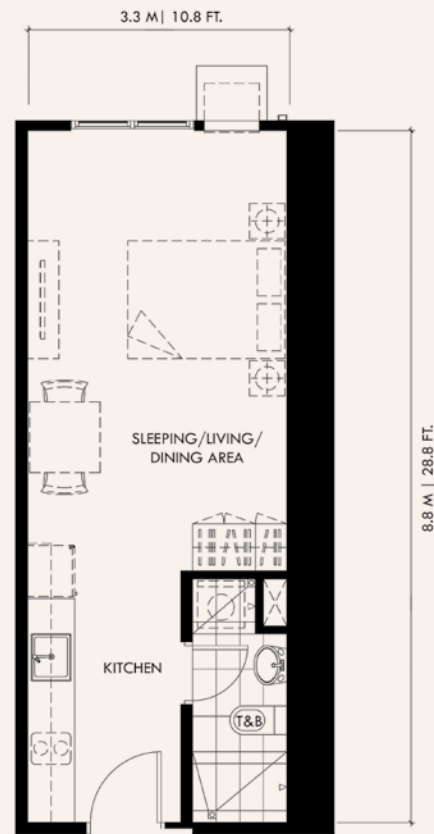 3.3 M| 10.8 FT.
8.8 M | 28.8 FT.
SLEEPING/LIVING/
DINING AREA
KITCHEN
T&B